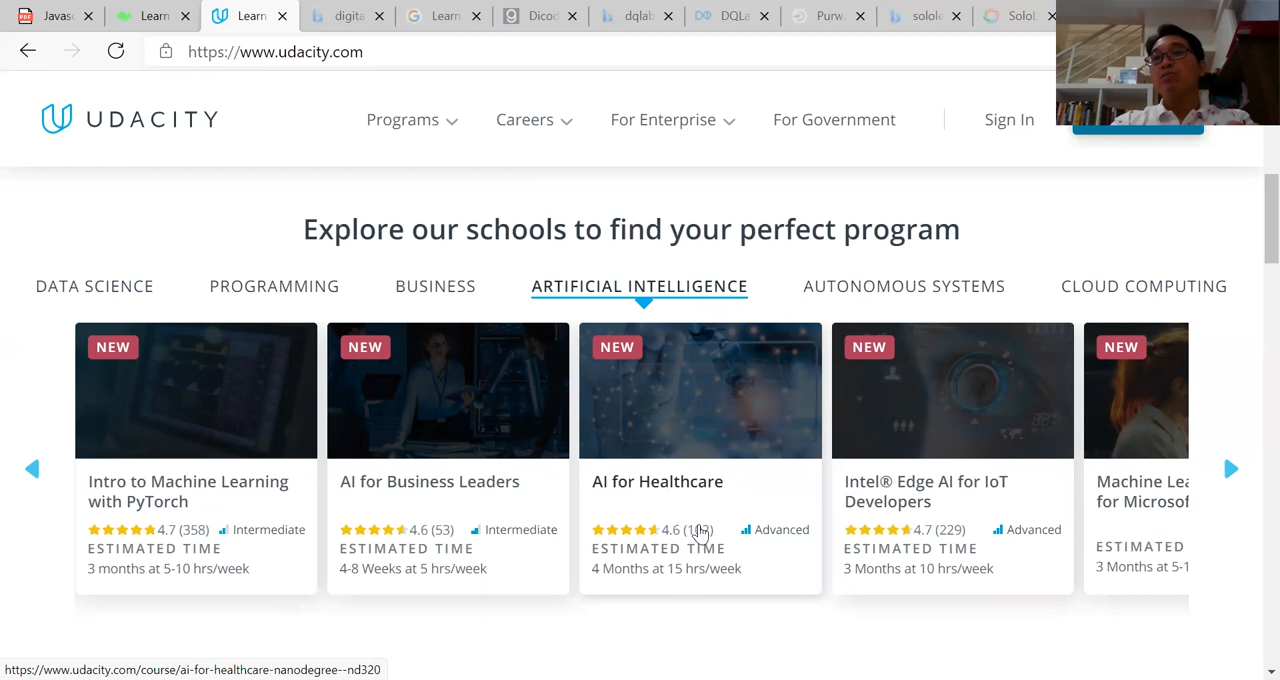 Javas
Learn
Learn
digita
Learn
Dicod
dqlab
DQLa
Purw
solole
SoloL
https://www.udacity.com
UDACITY
Programs
Careers
For Enterprise
For Government
Sign In
Explore our schools to find your perfect program
DATA SCIENCE
PROGRAMMING
BUSINESS
ARTIFICIAL INTELLIGENCE
AUTONOMOUS SYSTEMS
CLOUD COMPUTING
NEW
Intro to Machine Learning
with PyTorch
4.7 (358)
Intermediate
ESTIMATED TIME
3 months at 5-10 hrs/week
NEW
AI for Business Leaders
4.6 (53)
Intermediate
ESTIMATED TIME
4-8 Weeks at 5 hrs/week
NEW
AI for Healthcare
4.6
Advanced
ESTIMATED TIME
4 Months at 15 hrs/week
NEW
Intel® Edge AI for IoT
Developers
4.7 (229)
Advanced
ESTIMATED TIME
3 Months at 10 hrs/week
NEW
Machine Lea
for Microsof
ESTIMATED
3 Months at 5-1
https://www.udacity.com/course/ai-for-healthcare-nanodegree--nd320